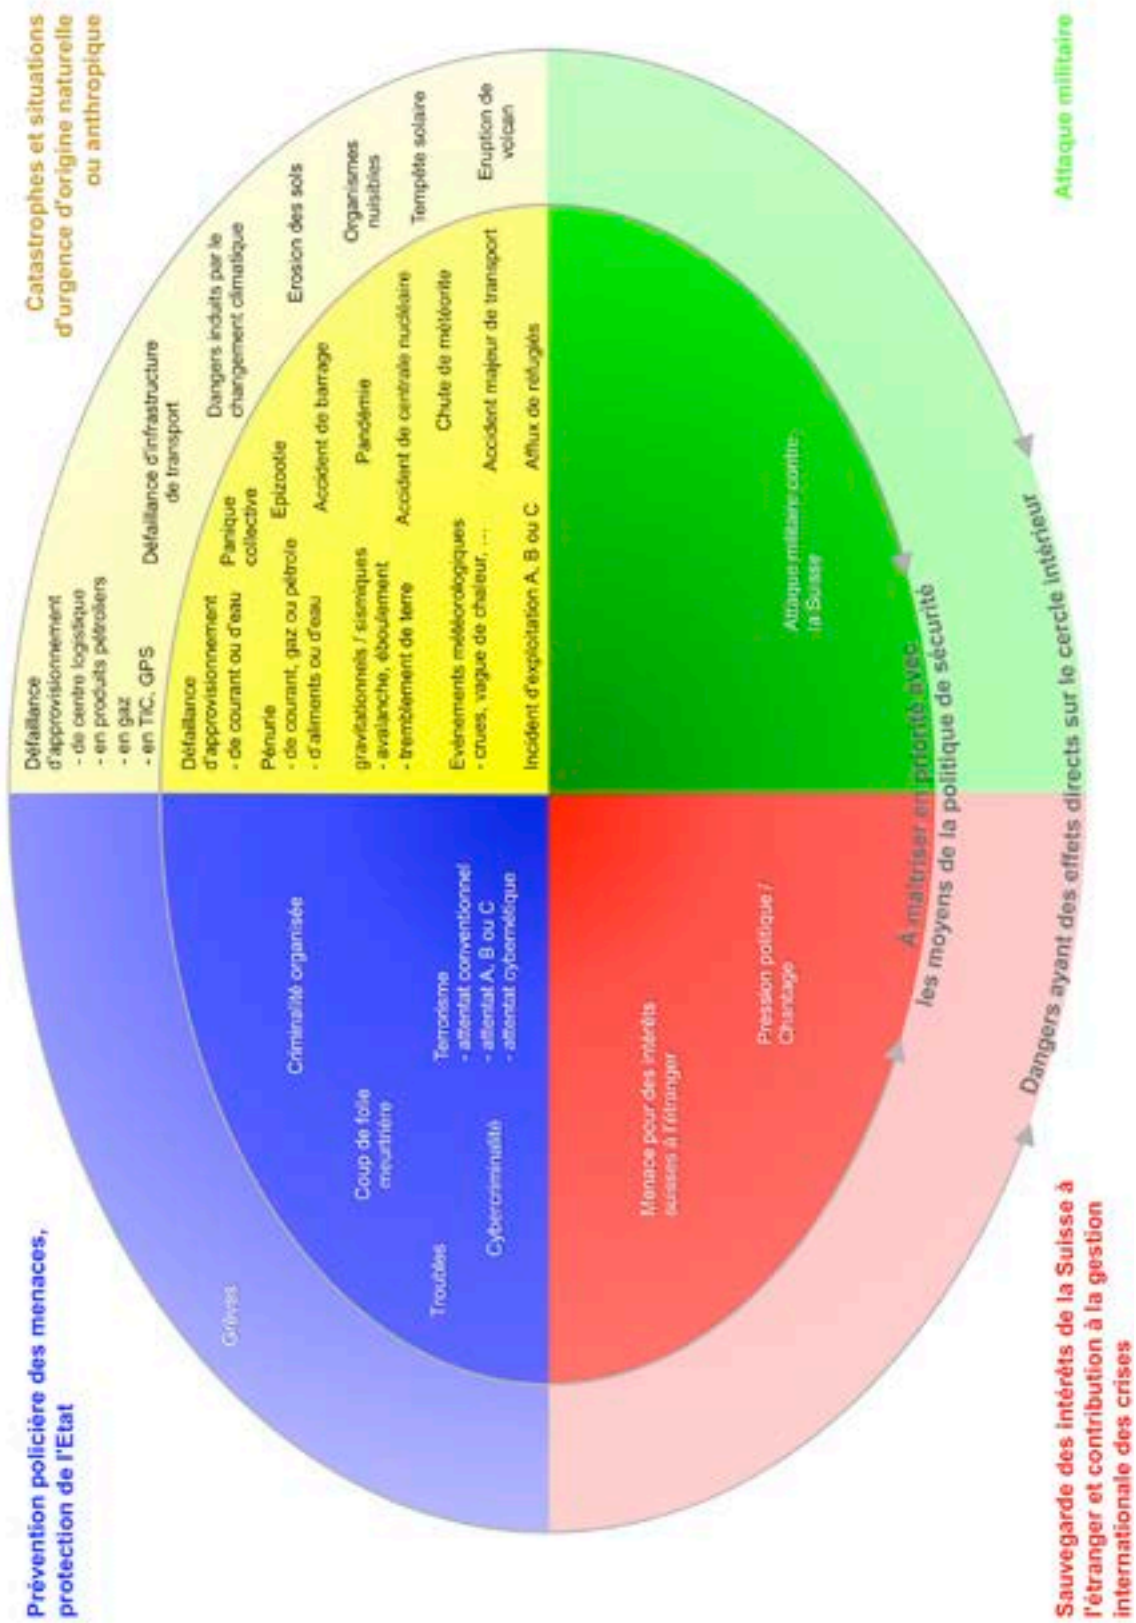 Prévention policière des menaces,
protection de l'Etat
Catastrophes et situations
d'urgence d'origine naturelle
ou anthropique
Grèves
Criminalité organisée
Coup de folie
meurtrière
Troubles
Terrorisme
- attentat conventionnel
- attentat A, B ou C
- attentat cybernétique
Cybercriminalité
Défaillance
d'approvisionnement
- de centre logistique
- en produits pétroliers
- en gaz
- en TIC, GPS
Défaillance d'infrastructure
de transport
Dangers induits par le
changement climatique
Erosion des sols
Organismes
nuisibles
Tempête solaire
Eruption de
volcan
Défaillance
d'approvisionnement
- de courant ou d'eau
Panique
collective
Pénurie
- de courant, gaz ou pétrole
- d'aliments ou d'eau
Epizootie
Accident de barrage
gravitationnels / sismiques
- avalanche, éboulement
- tremblement de terre
Pandémie
Accident de centrale nucléaire
Evénements météorologiques
- crues, vague de chaleur, ...
Chute de météorite
Accident majeur de transport
Incident d'exploitation A, B ou C
Afflux de réfugiés
Menace pour des intérêts
suisses à l'étranger
Pression politique /
Chantage
Attaque militaire contre
la Suisse
A maîtriser en priorité avec
les moyens de la politique de sécurité
Dangers ayant des effets directs sur le cercle intérieur
Sauvegarde des intérêts de la Suisse à
l'étranger et contribution à la gestion
internationale des crises
Attaque militaire